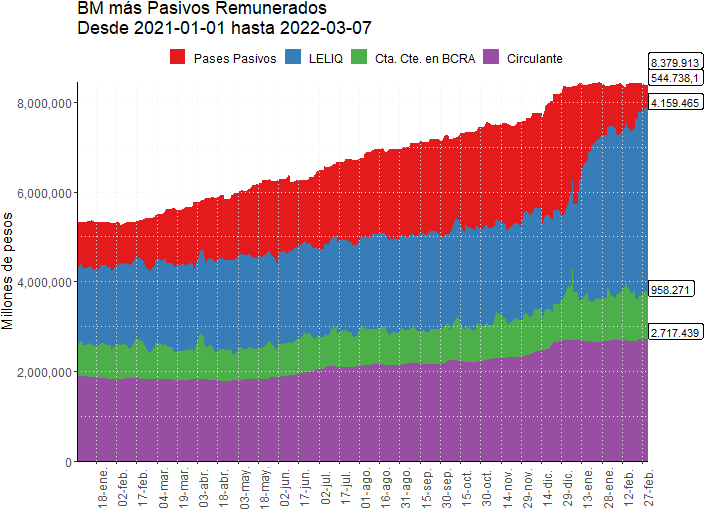 BM más Pasivos Remunerados
Desde 2021-01-01 hasta 2022-03-07
Pases Pasivos LELIQ Cta. Cte. en BCRA Circulante
8.379.913
544.738,1
4.159.465
958.271
2.717.439
Millones de pesos
8,000,000
6,000,000
4,000,000
2,000,000
0
18-ene.
02-feb.
17-feb.
04-mar.
19-mar.
03-abr.
18-abr.
03-may.
18-may.
02-jun.
17-jun.
02-jul.
17-jul.
01-ago.
16-ago.
31-ago.
15-sep.
30-sep.
15-oct.
30-oct.
14-nov.
29-nov.
14-dic.
29-dic.
13-ene.
28-ene.
12-feb.
27-feb.